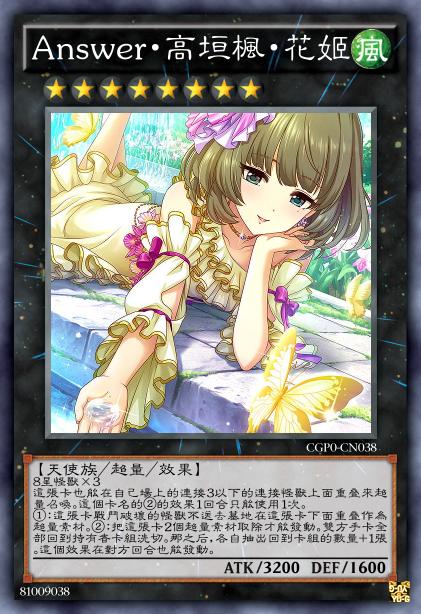 Answer・高垣楓・花姬
風
CGP0-CN038
【天使族／超量／效果】
8星怪獸×3
這張卡也能在自己場上的連接3以下的連接怪獸上面重疊來超
量召喚。這個卡名的②的效果1回合只能使用1次。
①：這張卡戰鬥破壞的怪獸不送去墓地在這張卡下面重疊作為
超量素材。②：把這張卡2個超量素材取除才能發動。雙方手卡全
部回到持有者卡組洗切。那之后，各自抽出回到卡組的數量+1張
。這個效果在對方回合也能發動。
ATK/3200 DEF/1600
81009038